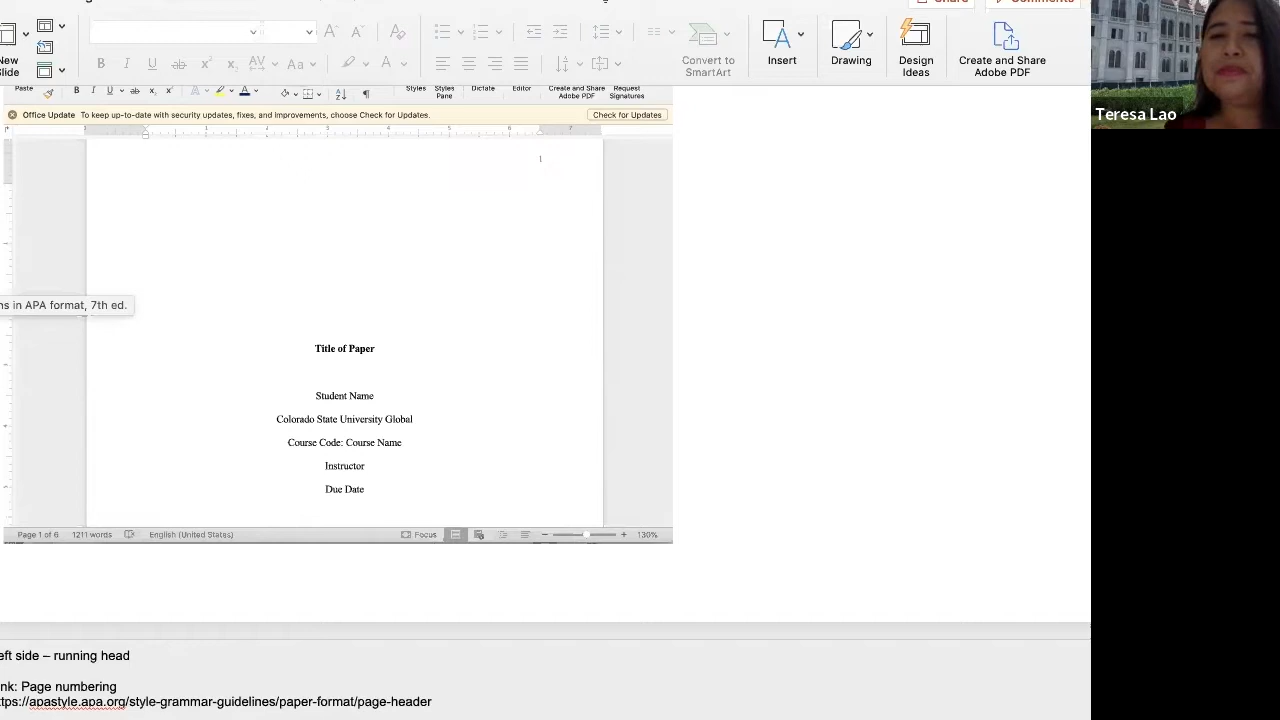 Share
Comments
New
Slide
Aa
Convert to
SmartArt
Insert
Drawing
Design
Ideas
Create and Share
Adobe PDF
Paste
Styles
Styles
Pane
Dictate
Editor
Create and Share
Adobe PDF
Request
Signatures
Office Update To keep up-to-date with security updates, fixes, and improvements, choose Check for Updates.
Check for Updates
1
ns in APA format, 7th ed.
Title of Paper
Student Name
Colorado State University Global
Course Code: Course Name
Instructor
Due Date
Page 1 of 6 1211 words English (United States) Focus 130%
eft side – running head
nk: Page numbering
ttps://apastyle.apa.org/style-grammar-guidelines/paper-format/page-header
Teresa Lao